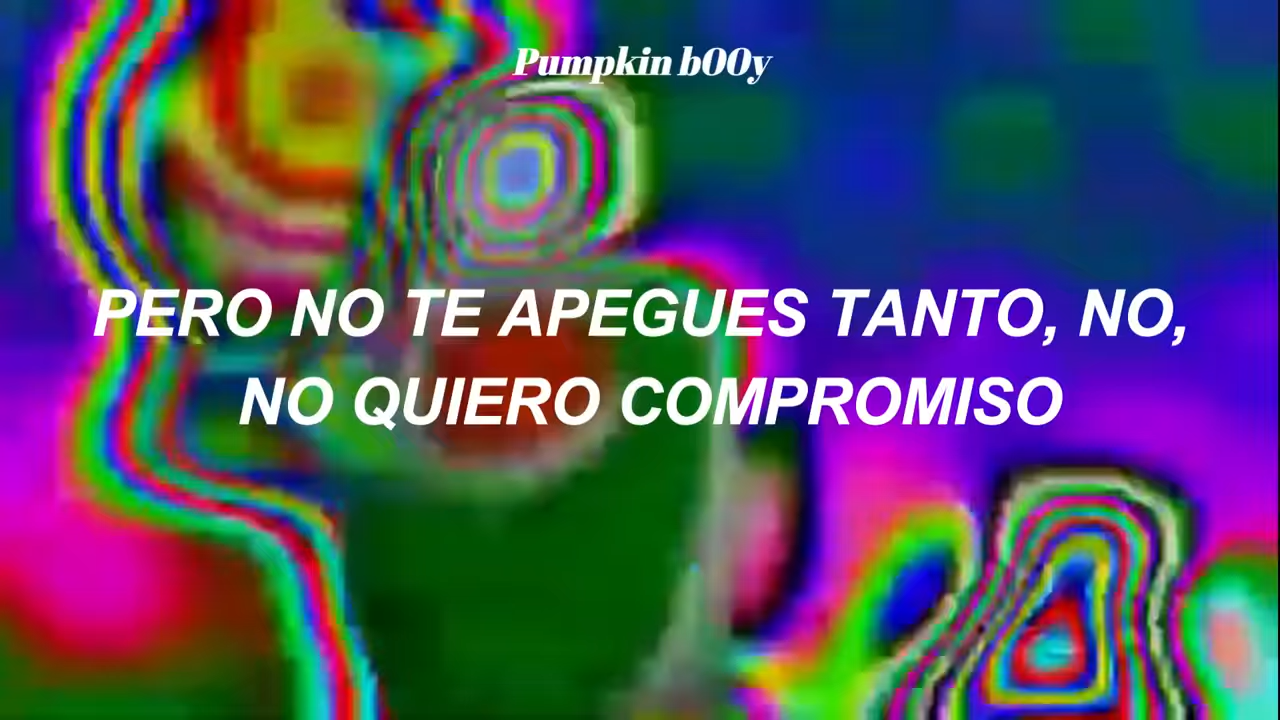 Pumpkin b00y
PERO NO TE APEGUES TANTO, NO,
NO QUIERO COMPROMISO